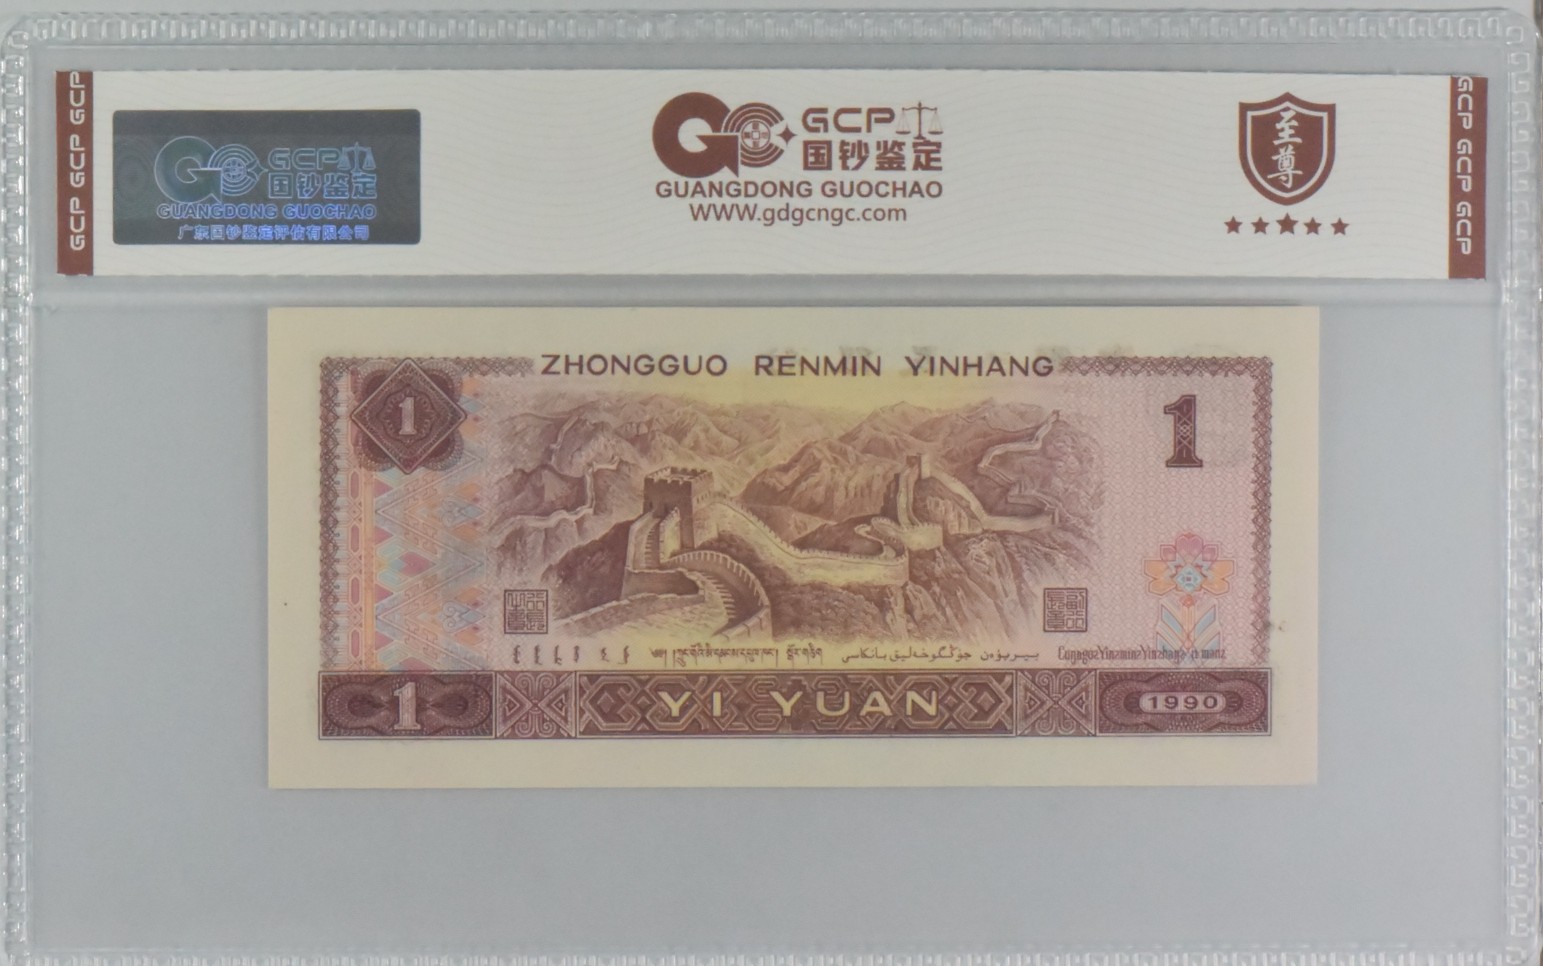 GCP GCP GCP
GCP
国钞鉴定
GUANGDONG GUOCHAO
广东国钞鉴定评估有限公司
GCP
国钞鉴定
GUANGDONG GUOCHAO
WWW.gdgcngc.com
至尊
GCP GCP GCP
ZHONGGUO RENMIN YINHANG
1
1
1
YI YUAN
1990